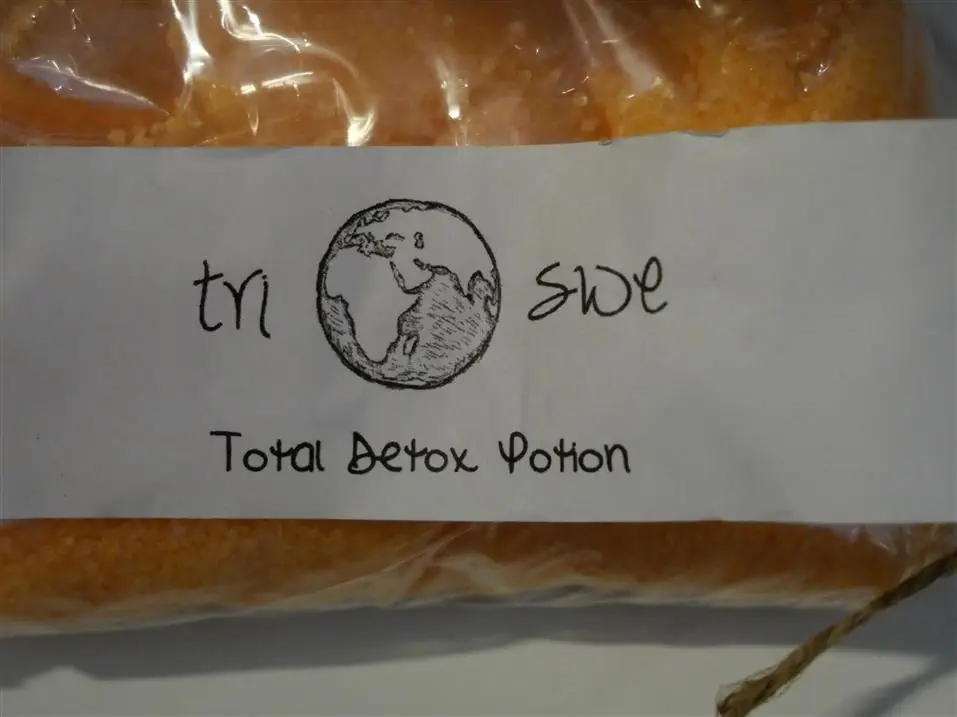 tri swe
Total Detox Potion